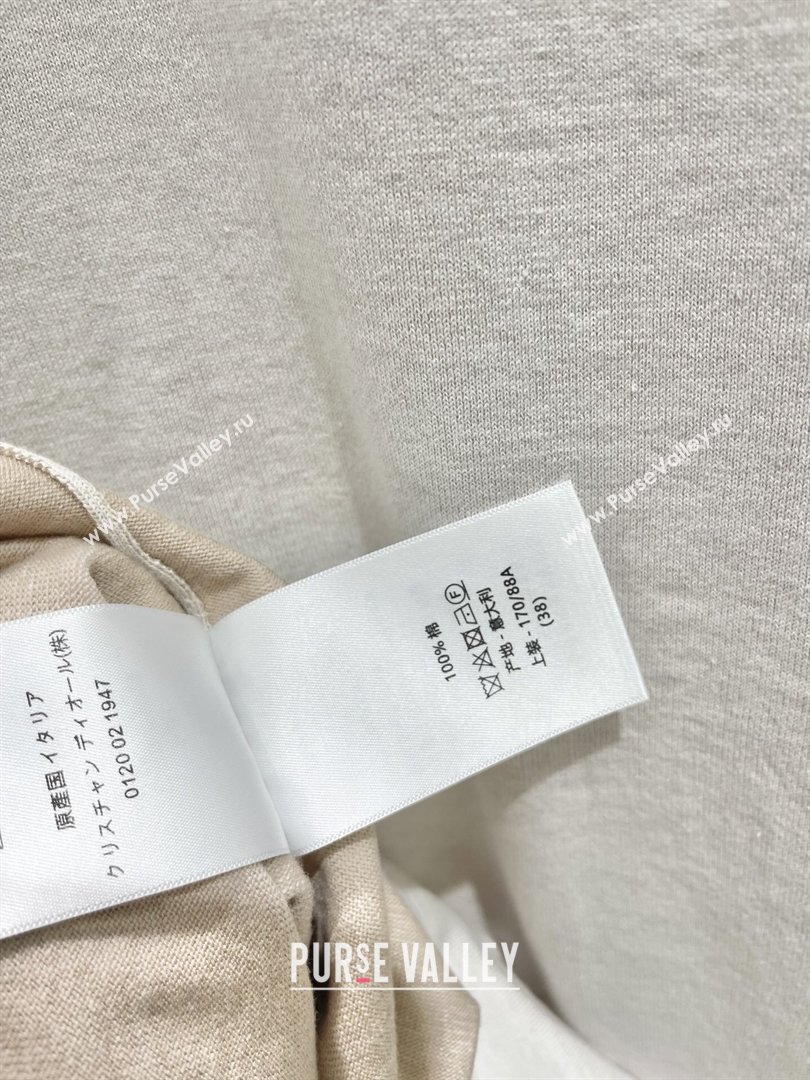 原産国 イタリア
クリスチャン ディオール(株)
0120 02 1947
100% 棉
F
产地 - 意大利
上装 - 170/88A
(38)
www.PurseValley.ru
www.PurseValley.ru
PURSE VALLEY